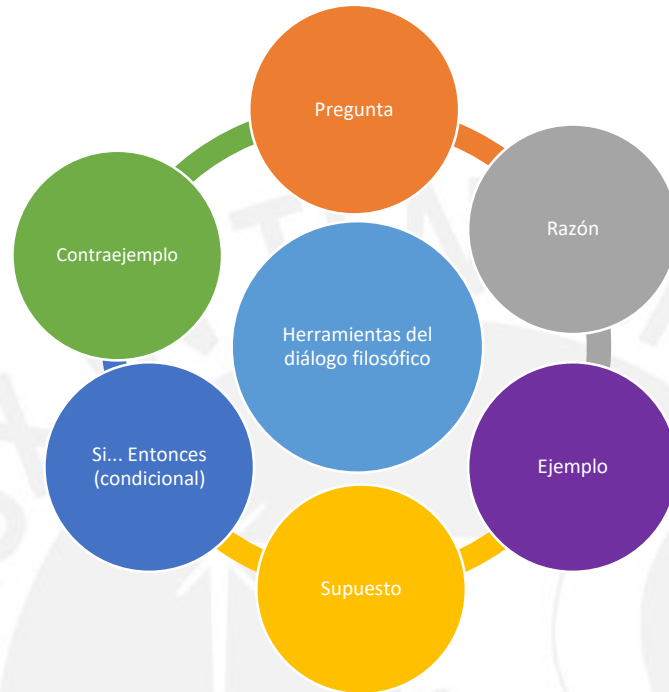 Pregunta
Razón
Ejemplo
Supuesto
Si... Entonces
(condicional)
Contraejemplo
Herramientas del
diálogo filosófico